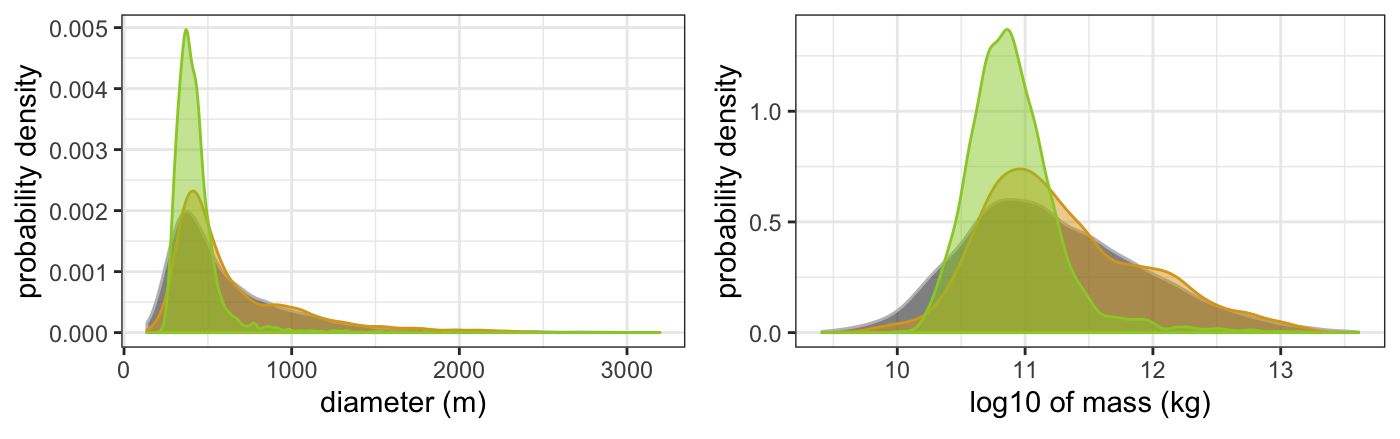 probability density
0.005
0.004
0.003
0.002
0.001
0.000
0 1000 2000 3000
diameter (m)
probability density
1.0
0.5
0.0
10 11 12 13
log10 of mass (kg)